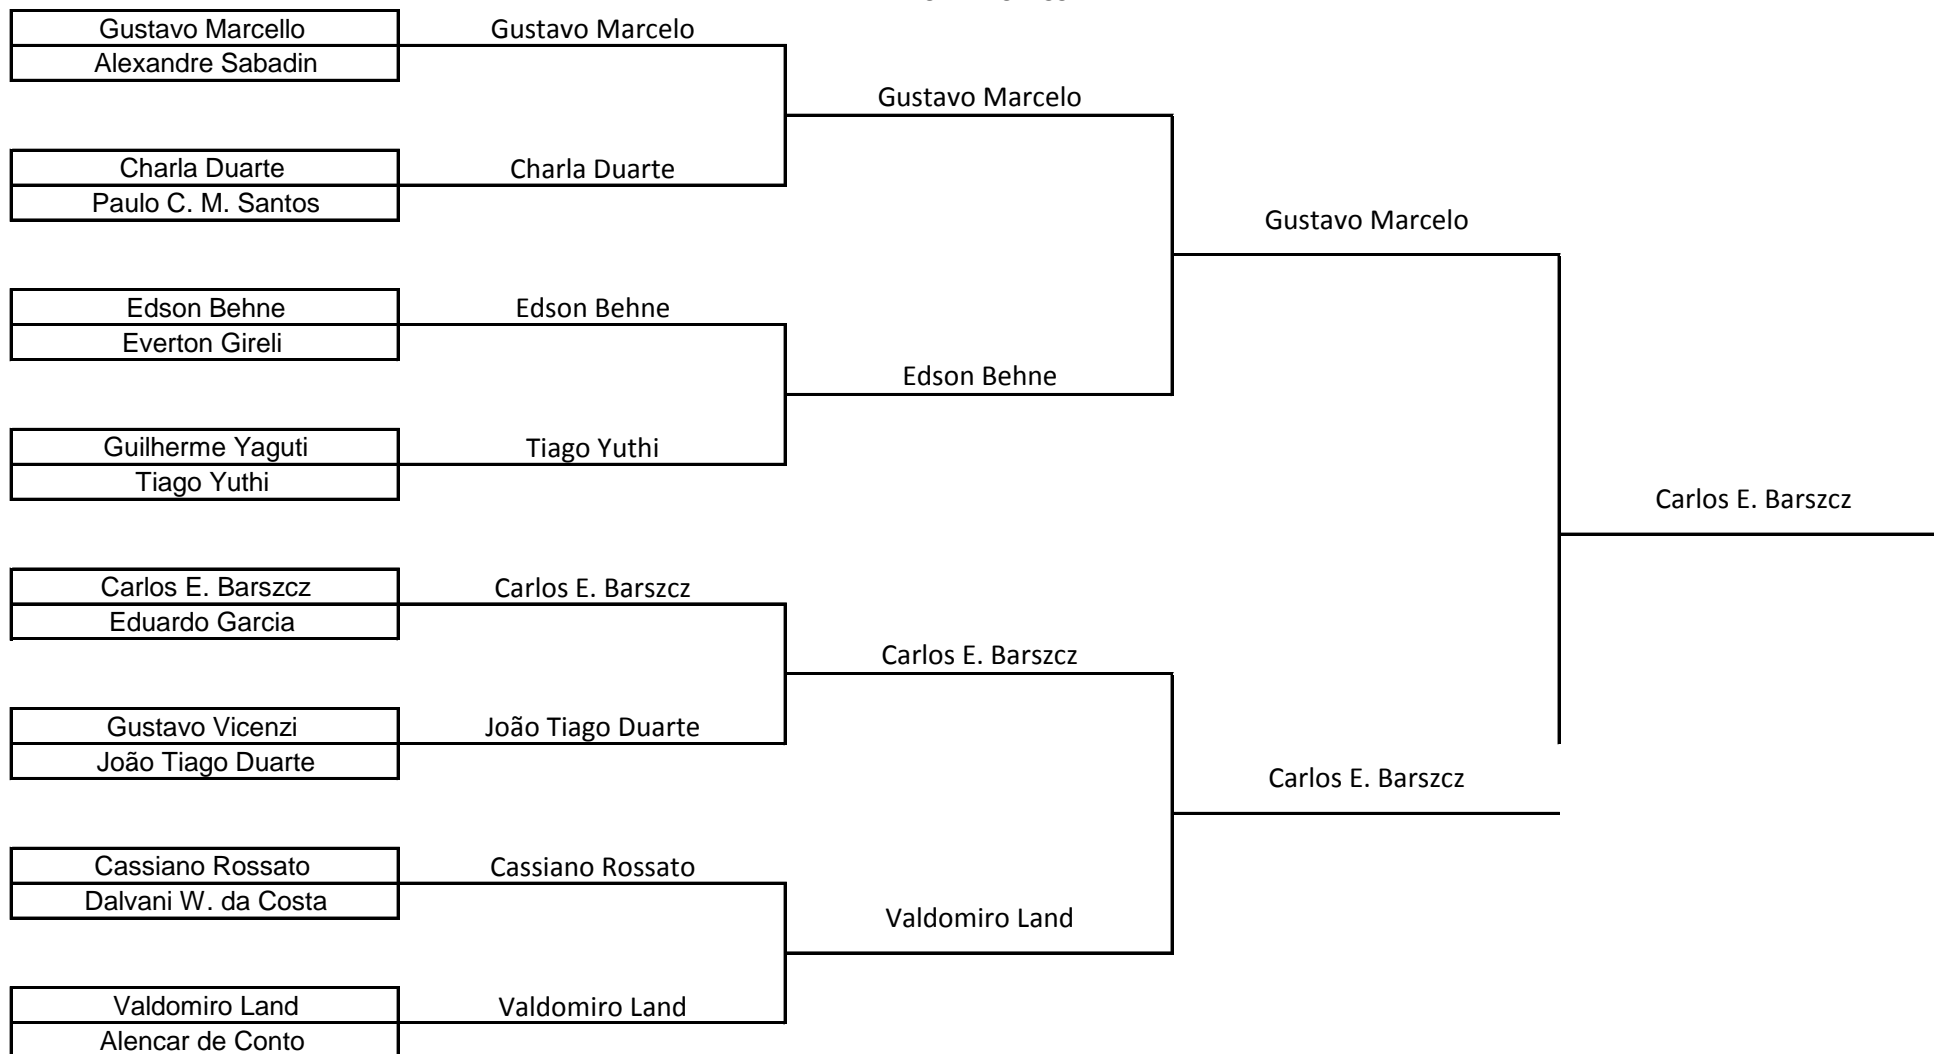 Gustavo Marcello
Gustavo Marcelo
Alexandre Sabadin
Gustavo Marcelo
Charla Duarte
Charla Duarte
Paulo C. M. Santos
Gustavo Marcelo
Edson Behne
Edson Behne
Everton Gireli
Edson Behne
Guilherme Yaguti
Tiago Yuthi
Tiago Yuthi
Carlos E. Barszcz
Carlos E. Barszcz
Carlos E. Barszcz
Eduardo Garcia
Carlos E. Barszcz
Gustavo Vicenzi
João Tiago Duarte
João Tiago Duarte
Carlos E. Barszcz
Cassiano Rossato
Cassiano Rossato
Dalvani W. da Costa
Valdomiro Land
Valdomiro Land
Valdomiro Land
Alencar de Conto